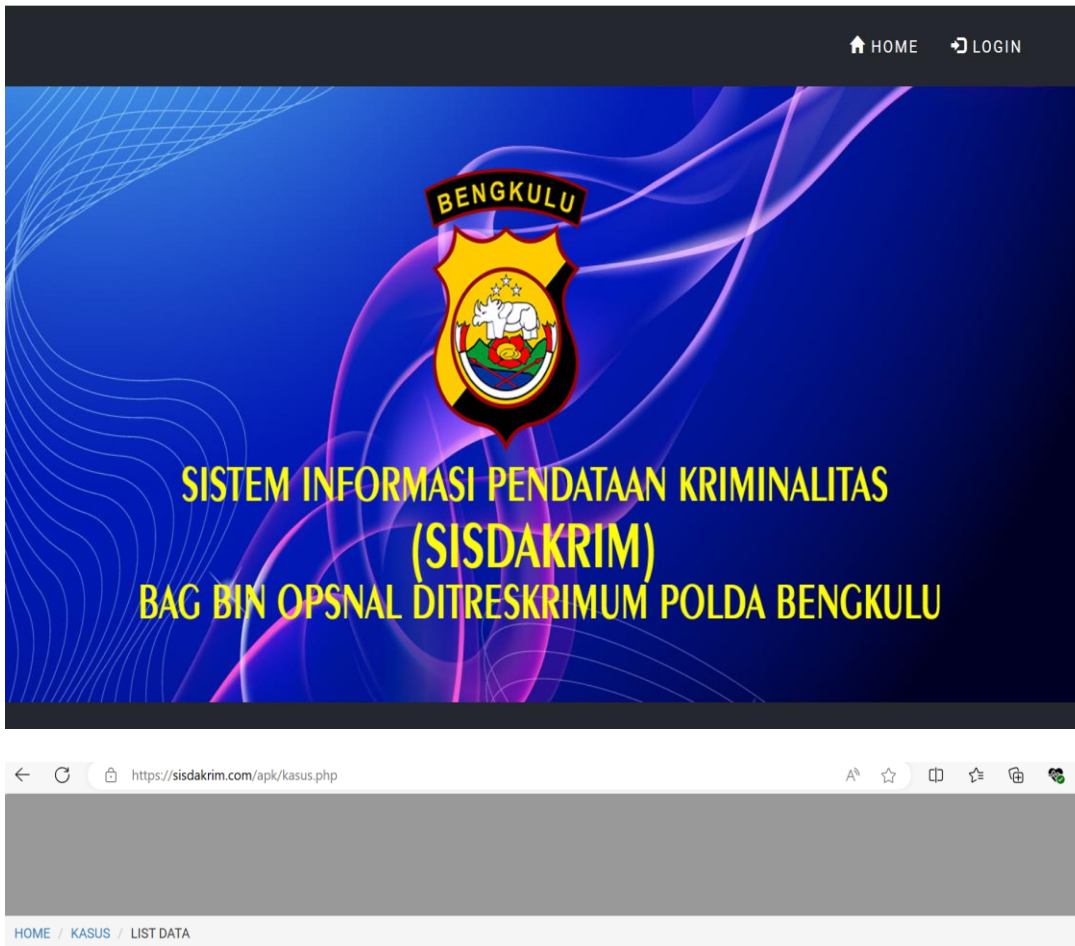 HOME LOGIN
BENGKULU
SISTEM INFORMASI PENDATAAN KRIMINALITAS
(SISDAKRIM)
BAG BIN OPSNAL DITRESKRIMUM POLDA BENGKULU
https://sisdakrim.com/apk/kasus.php
HOME / KASUS / LIST DATA